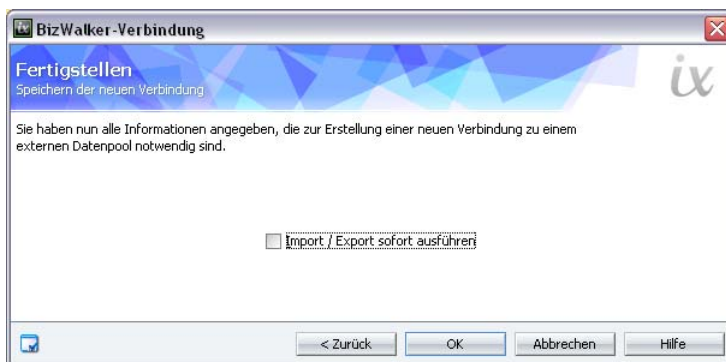 ix BizWalker-Verbindung
Fertigstellen
Speichern der neuen Verbindung
ix
Sie haben nun alle Informationen angegeben, die zur Erstellung einer neuen Verbindung zu einem
externen Datenpool notwendig sind.
Import / Export sofort ausführen
< Zurück OK Abbrechen Hilfe